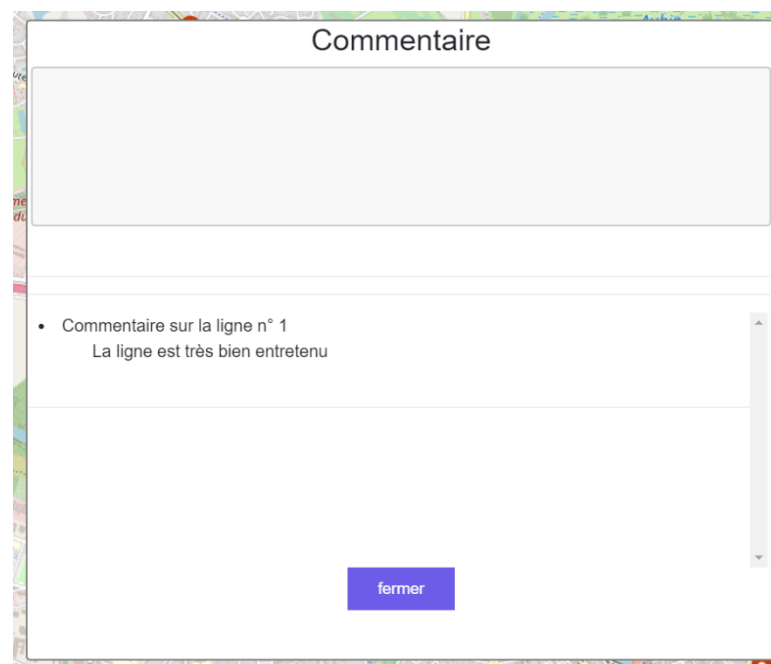 Commentaire
Commentaire sur la ligne n° 1
La ligne est très bien entretenu
fermer